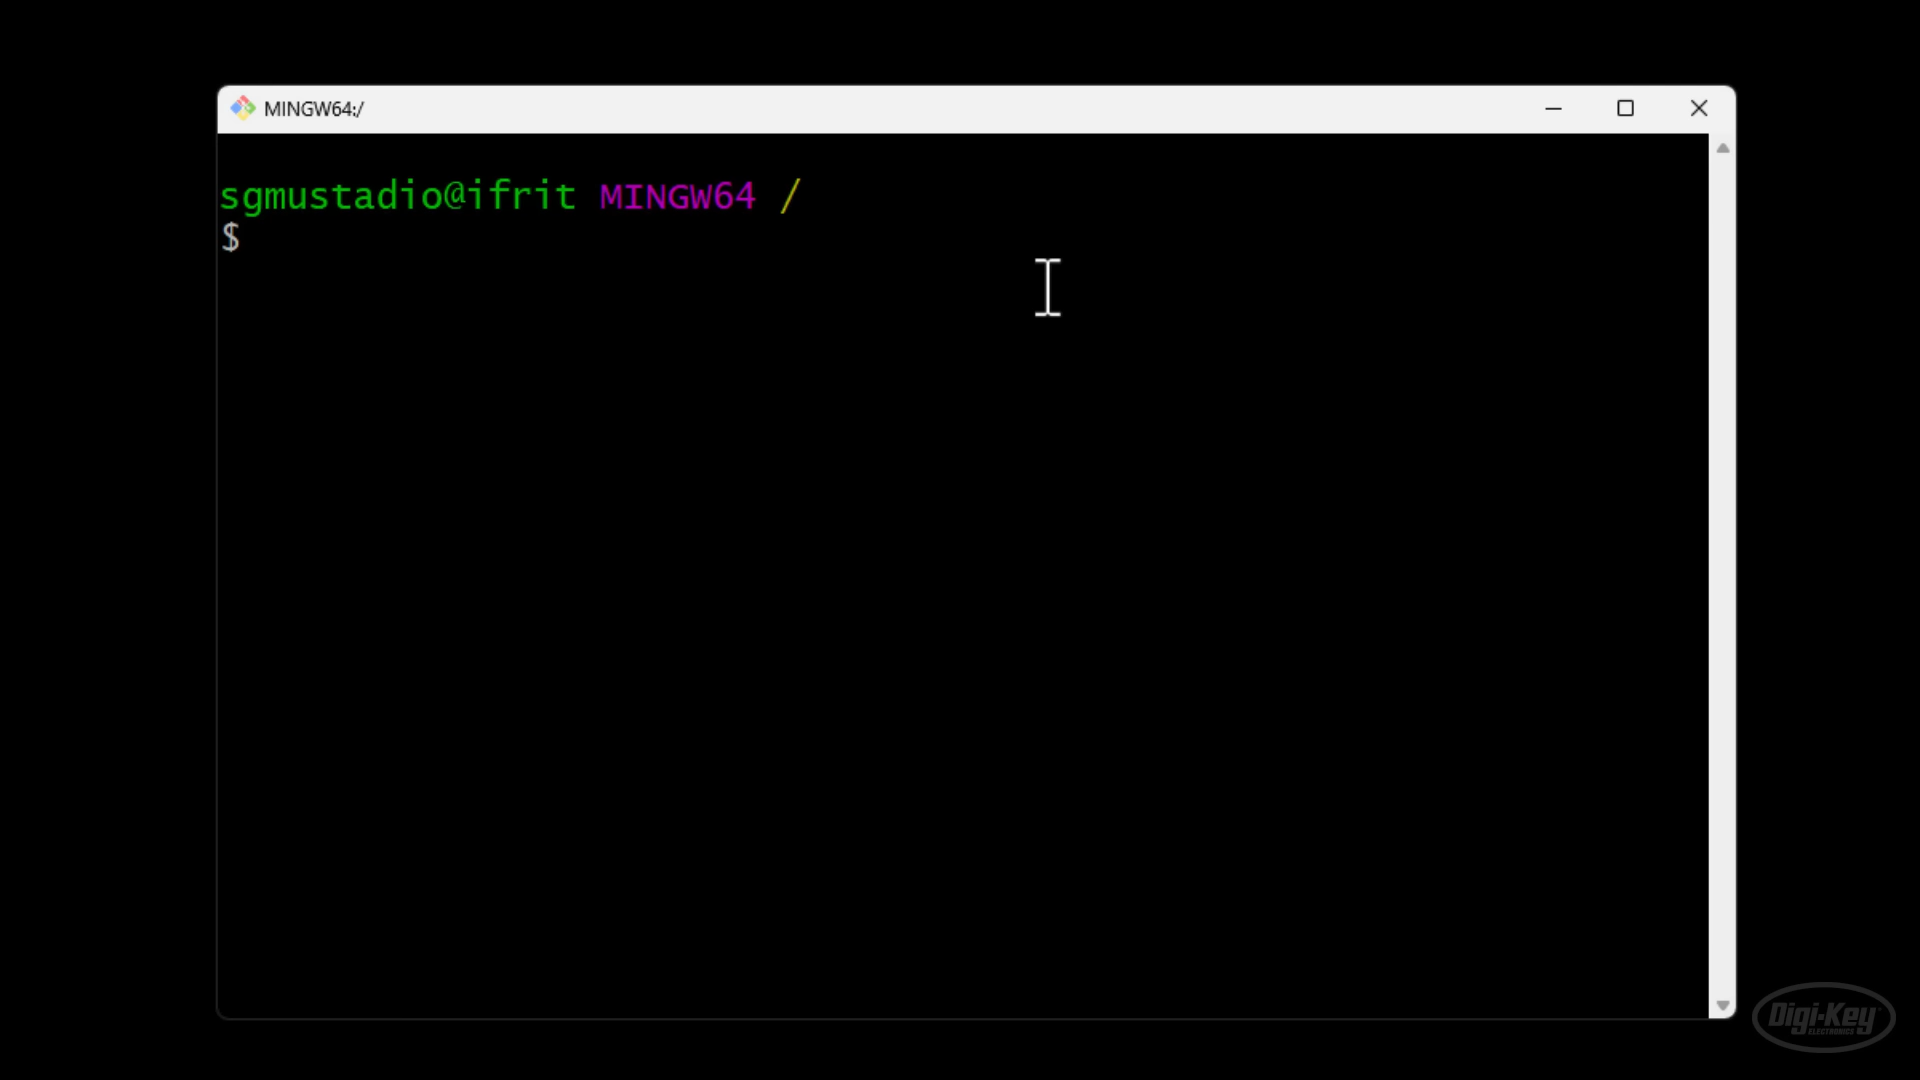 MINGW64:/
sgmustadio@ifrit MINGW64 /
$
Digi-Key
ELECTRONICS